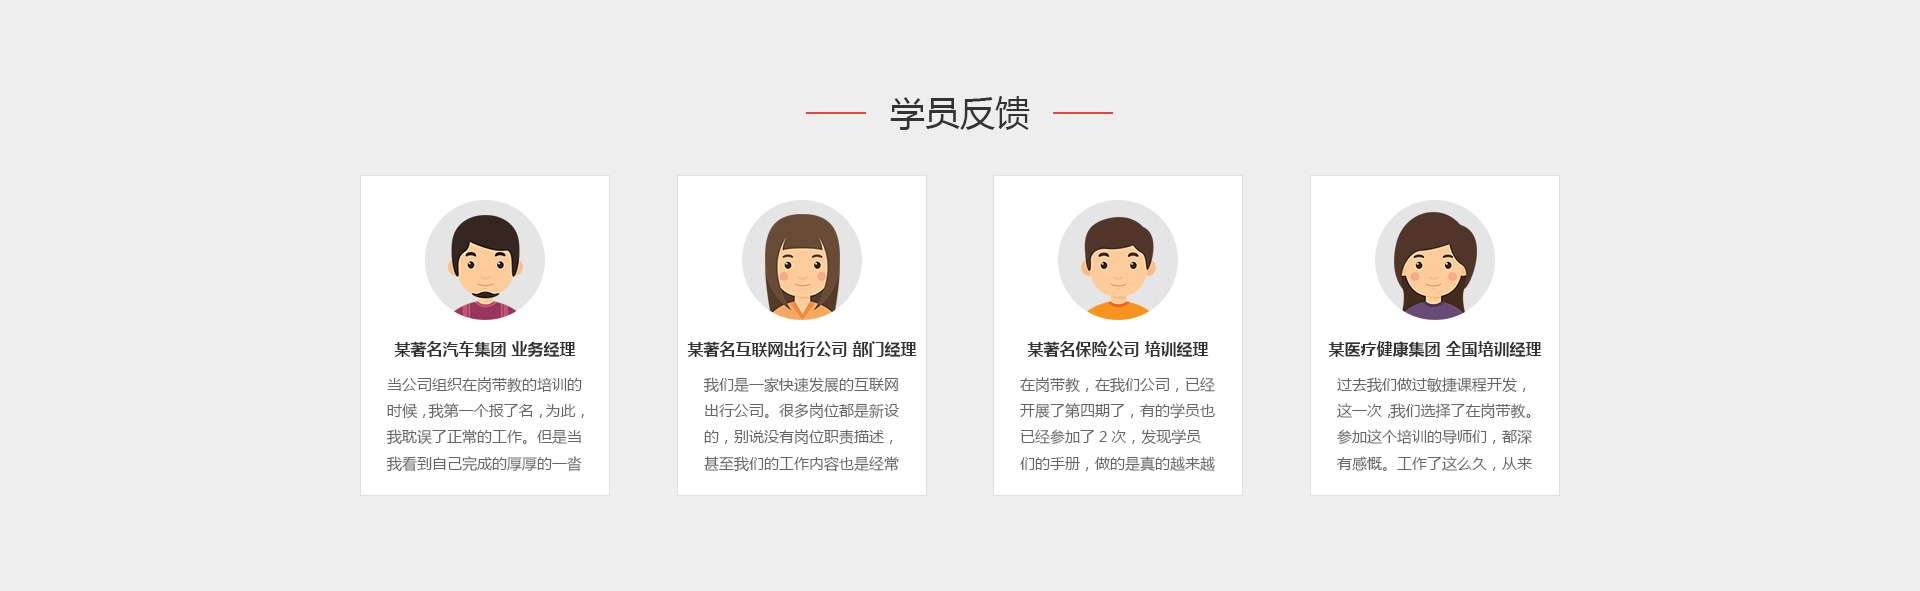 学员反馈
某著名汽车集团 业务经理
当公司组织在岗带教的培训的
时候，我第一个报了名，为此，
我耽误了正常的工作。但是当
我看到自己完成的厚厚的一沓
某著名互联网出行公司 部门经理
我们是一家快速发展的互联网
出行公司。很多岗位都是新设
的，别说没有岗位职责描述，
甚至我们的工作内容也是经常
某著名保险公司 培训经理
在岗带教，在我们公司，已经
开展了第四期了，有的学员也
已经参加了 2 次，发现学员
们的手册，做的是真的越来越
某医疗健康集团 全国培训经理
过去我们做过敏捷课程开发，
这一次，我们选择了在岗带教。
参加这个培训的导师们，都深
有感慨。工作了这么久，从来